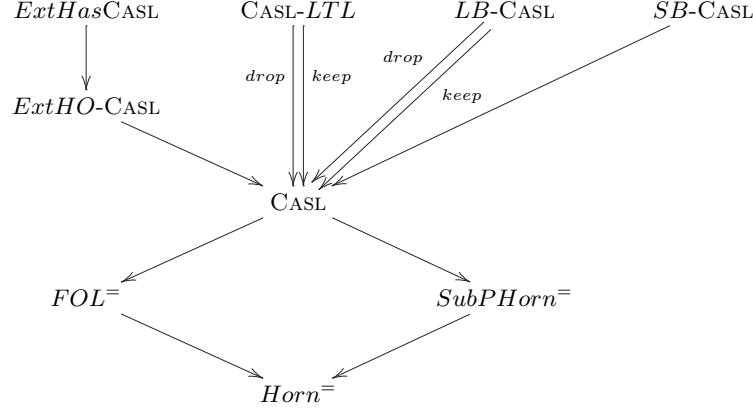 ExtHasCASL CASL-LTL LB-CASL SB-CASL
drop keep drop
keep
ExtHO-CASL
CASL
FOL= SubPHorn=
Horn=